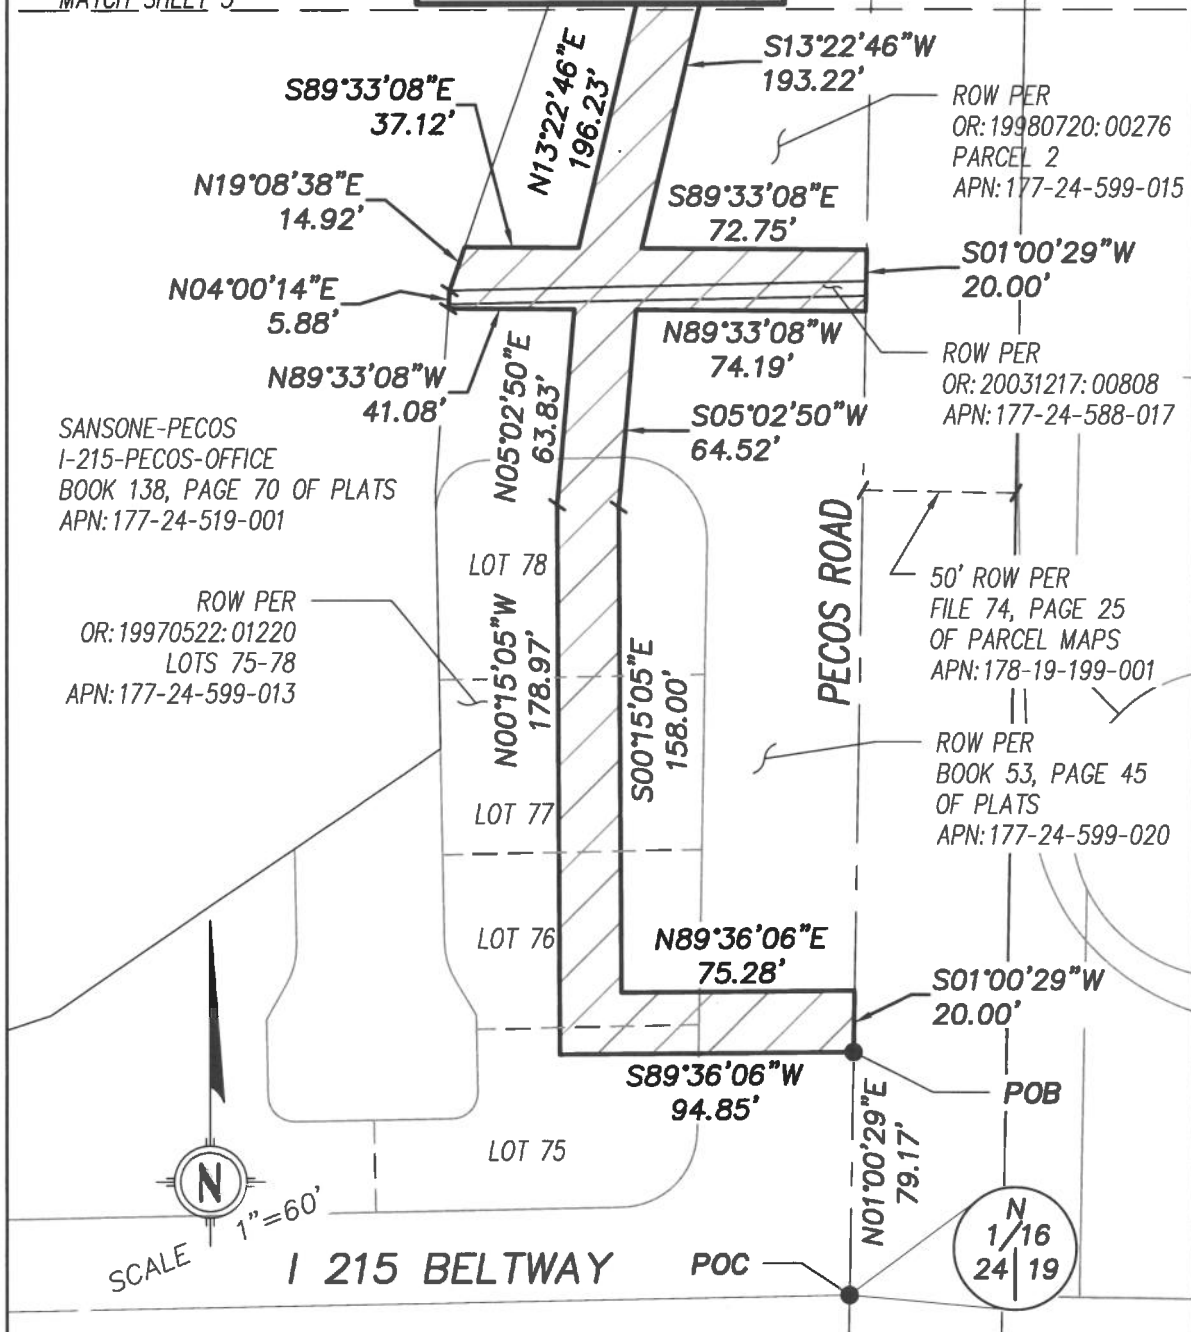 MATCH SHEET 3
S13°22'46"W
193.22'
N13°22'46"E
196.23'
S89°33'08"E
37.12'
ROW PER
OR:19980720:00276
PARCEL 2
APN:177-24-599-015
N19°08'38"E
14.92'
S89°33'08"E
72.75'
S01°00'29"W
20.00'
N04°00'14"E
5.88'
N89°33'08"W
74.19'
ROW PER
OR:20031217:00808
APN:177-24-588-017
N89°33'08"W
41.08'
N05°02'50"E
63.83'
S05°02'50"W
64.52'
SANSONE-PECOS
I-215-PECOS-OFFICE
BOOK 138, PAGE 70 OF PLATS
APN:177-24-519-001
PECOS ROAD
LOT 78
50' ROW PER
FILE 74, PAGE 25
OF PARCEL MAPS
APN:178-19-199-001
ROW PER
OR:19970522:01220
LOTS 75-78
APN:177-24-599-013
N00°15'05"W
178.97'
S00°15'05"E
158.00'
ROW PER
BOOK 53, PAGE 45
OF PLATS
APN:177-24-599-020
LOT 77
LOT 76
N89°36'06"E
75.28'
S01°00'29"W
20.00'
S89°36'06"W
94.85'
POB
N01°00'29"E
79.17'
LOT 75
N
SCALE 1"=60'
I 215 BELTWAY
POC
N
1/16
24 19